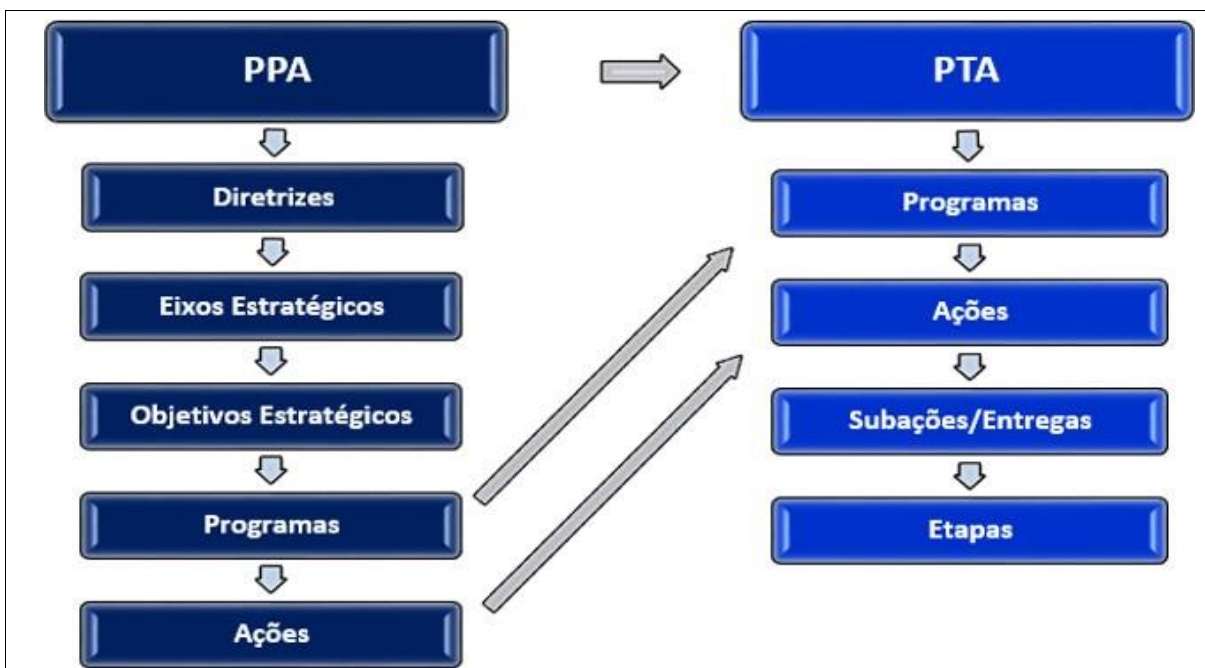 PPA
Diretrizes
Eixos Estratégicos
Objetivos Estratégicos
Programas
Ações
PTA
Programas
Ações
Subações/Entregas
Etapas